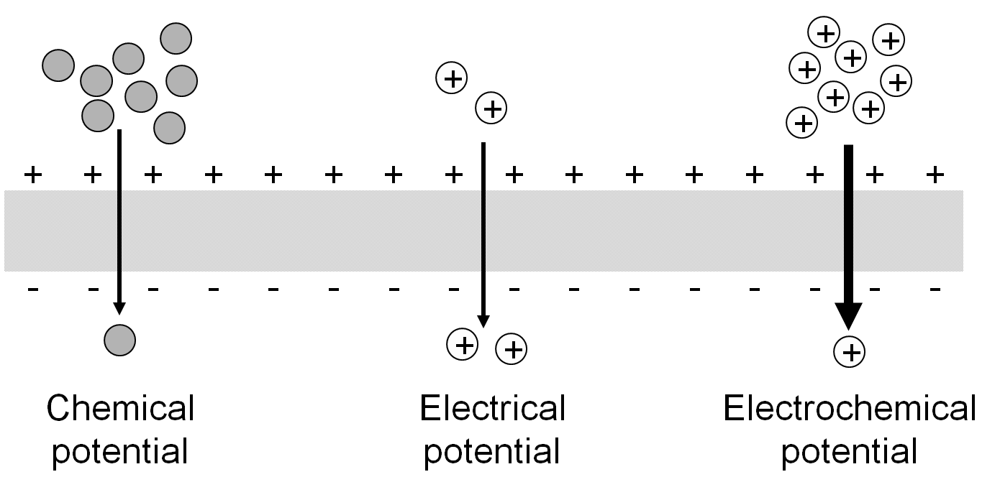 + + + + + + + + + + + + + + + +
- - - - - - - - - - - - - - - -
Chemical potential
Electrical potential
Electrochemical potential